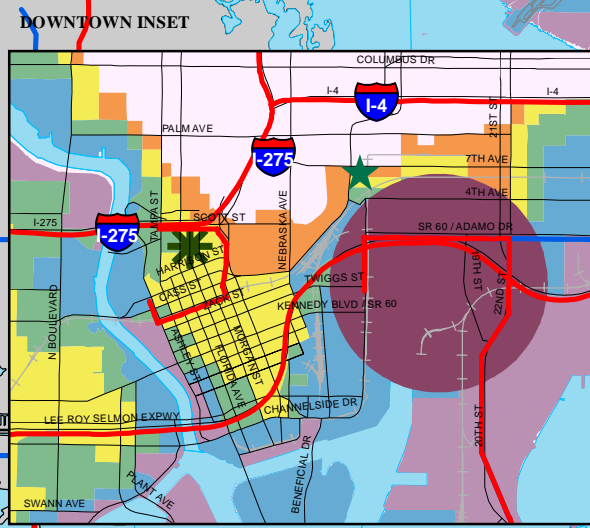 DOWNTOWN INSET
COLUMBUS DR
I-4
I-4
I-4
21ST ST
PALM AVE
I-275
7TH AVE
4TH AVE
TAMPA ST
NEBRASKA AVE
SCOTT ST
I-275
I-275
SR 60 / ADAMO DR
HARRISON ST
CASS ST
ZACK ST
TWIGGS ST
19TH ST
22ND ST
KENNEDY BLVD / SR 60
N BOULEVARD
ASHLEY ST
FLORIDA AVE
MORGAN ST
CHANNELSIDE DR
LEE ROY SELMON EXPWY
20TH ST
BENEFICIAL DR
PLANT AVE
SWANN AVE